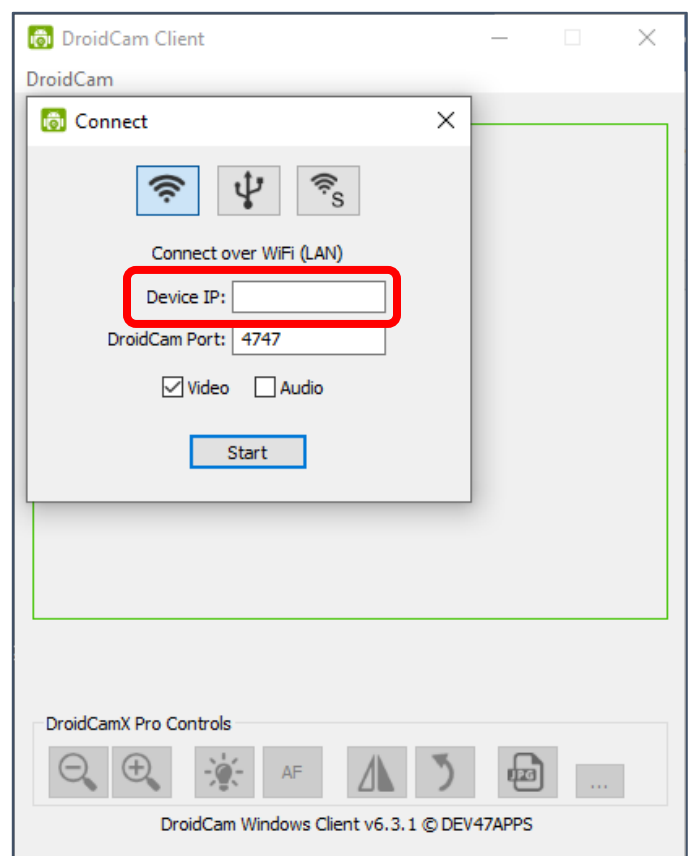 DroidCam Client
DroidCam
Connect
S
Connect over WiFi (LAN)
Device IP:
DroidCam Port: 4747
Video Audio
Start
DroidCamX Pro Controls
AF
JPG
...
DroidCam Windows Client v6.3.1 © DEV47APPS